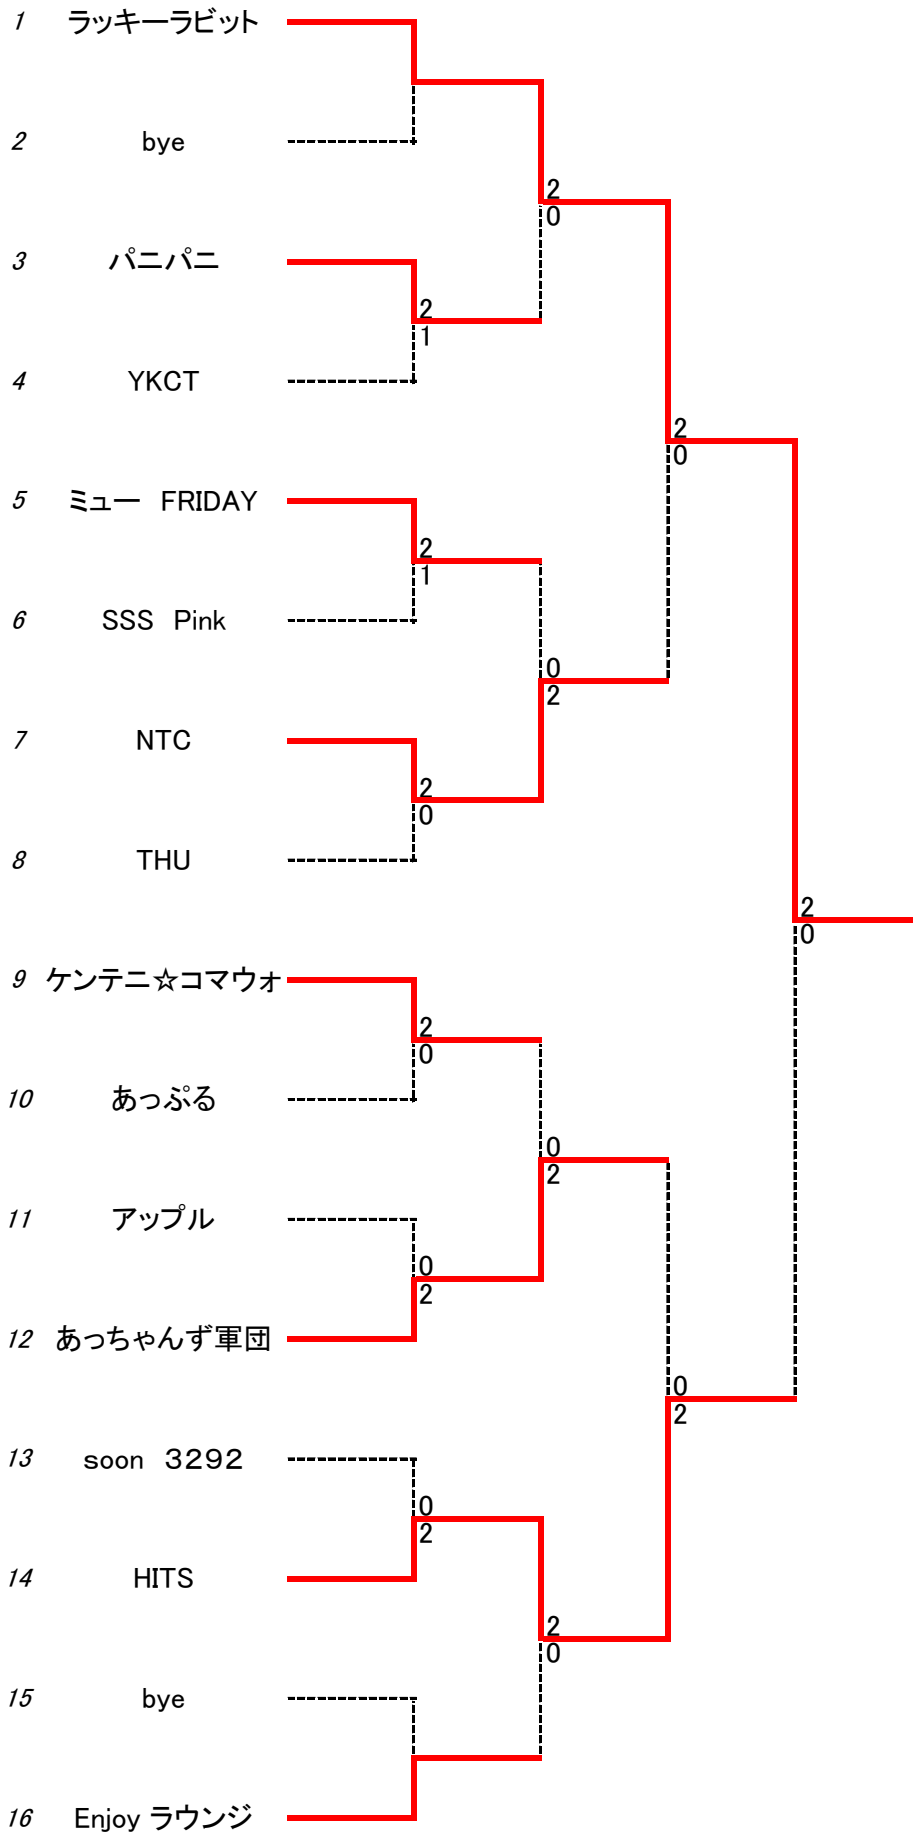 1 ラッキーラビット
2 bye
2
0
3 パニパニ
2
1
4 YKCT
2
0
5 ミュー　FRIDAY
2
1
6 SSS　Pink
0
2
7 NTC
2
0
8 THU
2
0
9 ケンテニ☆コマウォ
2
0
10 あっぷる
0
2
11 アップル
0
2
12 あっちゃんず軍団
0
2
13 soon　３２９２
0
2
14 HITS
2
0
15 bye
16 Enjoy ラウンジ